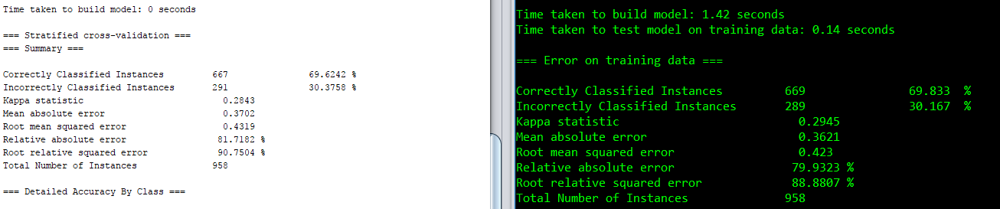 Time taken to build model: 0 seconds
=== Stratified cross-validation ===
=== Summary ===
Correctly Classified Instances 667 69.6242 %
Incorrectly Classified Instances 291 30.3758 %
Kappa statistic 0.2843
Mean absolute error 0.3702
Root mean squared error 0.4319
Relative absolute error 81.7182 %
Root relative squared error 90.7504 %
Total Number of Instances 958
=== Detailed Accuracy By Class ===
Time taken to build model: 1.42 seconds
Time taken to test model on training data: 0.14 seconds
=== Error on training data ===
Correctly Classified Instances 669 69.833 %
Incorrectly Classified Instances 289 30.167 %
Kappa statistic 0.2945
Mean absolute error 0.3621
Root mean squared error 0.423
Relative absolute error 79.9323 %
Root relative squared error 88.8807 %
Total Number of Instances 958